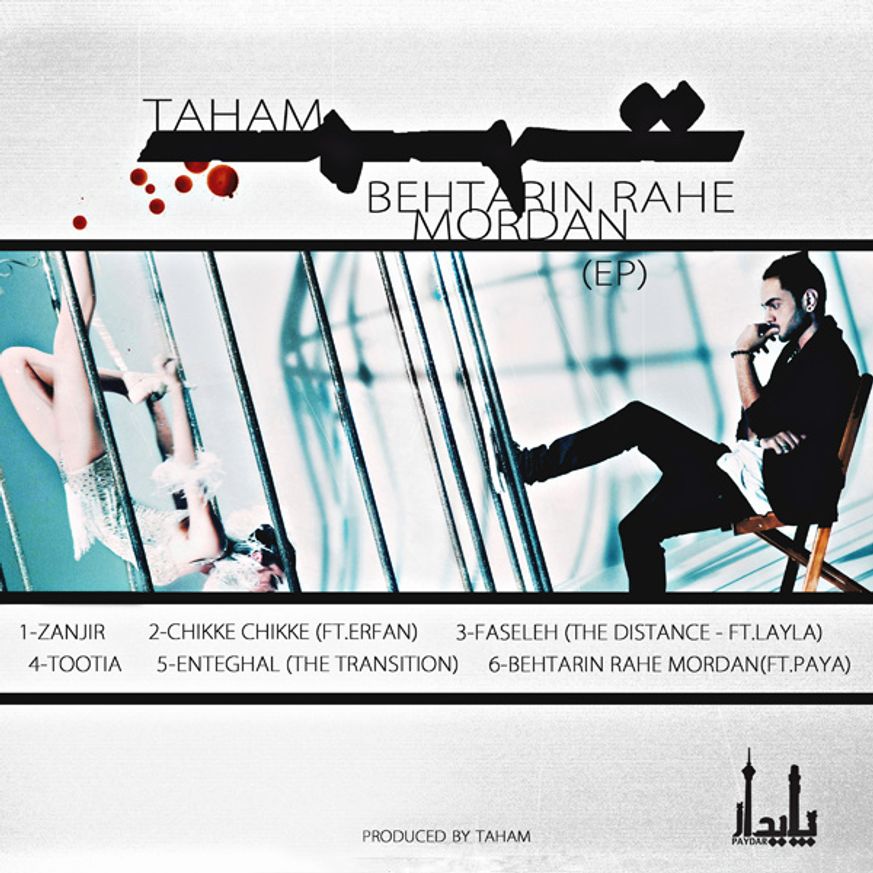 TAHAM
تهم
BEHTARIN RAHE
MORDAN
(EP)
1-ZANJIR 2-CHIKKE CHIKKE (FT.ERFAN) 3-FASELEH (THE DISTANCE - FT.LAYLA)
4-TOOTIA 5-ENTEGHAL (THE TRANSITION) 6-BEHTARIN RAHE MORDAN(FT.PAYA)
پایدار
PAYDAR
PRODUCED BY TAHAM